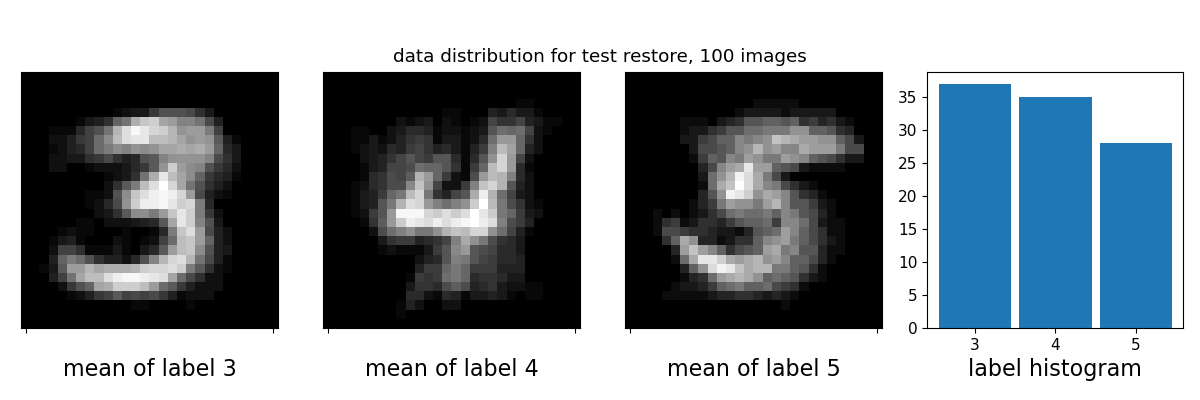 data distribution for test restore, 100 images
35
30
25
20
15
10
5
0
3 4 5
mean of label 3
mean of label 4
mean of label 5
label histogram